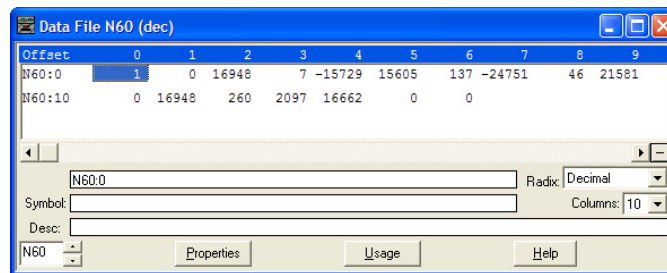 Data File N60 (dec)
Offset 0 1 2 3 4 5 6 7 8 9
N60:0 1 0 16948 7 -15729 15605 137 -24751 46 21581
N60:10 0 16948 260 2097 16662 0 0
N60:0
Radix: Decimal
Symbol:
Columns: 10
Desc:
N60 Properties Usage Help